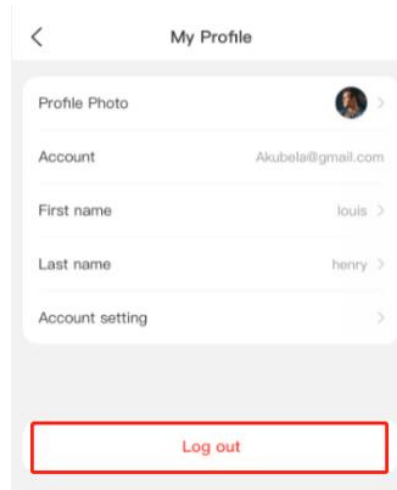 My Profile
Profile Photo
Account Akubela@gmail.com
First name louis
Last name henry
Account setting
Log out